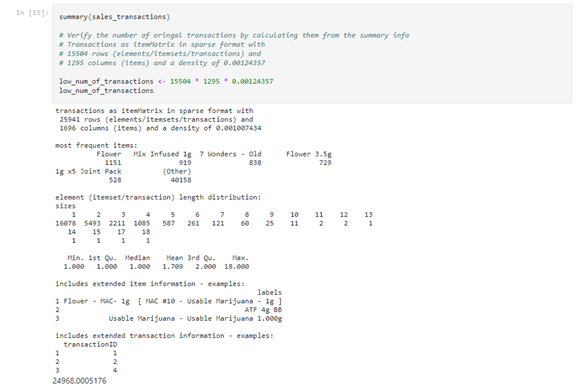 In [15]:
summary(sales_transactions)
# Verify the number of oringal transactions by calculating them from the summary info
# Transactions as itemMatrix in sparse format with
# 15504 rows (elements/itemsets/transactions) and
# 1295 columns (items) and a density of 0.00124357
low_num_of_transactions <- 15504 * 1295 * 0.00124357
low_num_of_transactions
transactions as itemMatrix in sparse format with
25941 rows (elements/itemsets/transactions) and
1696 columns (items) and a density of 0.001007434
most frequent items:
Flower Mix Infused 1g 7 Wonders - Old Flower 3.5g
1151 919 838 729
1g x5 Joint Pack (Other)
528 40158
element (itemset/transaction) length distribution:
sizes
1 2 3 4 5 6 7 8 9 10 11 12 13
16078 5493 2211 1085 587 261 121 60 25 11 2 2 1
14 15 17 18
1 1 1 1
Min. 1st Qu. Median Mean 3rd Qu. Max.
1.000 1.000 1.000 1.709 2.000 18.000
includes extended item information - examples:
labels
1 Flower - MAC- 1g [ MAC #10 - Usable Marijuana - 1g ]
2 ATF 4g BB
3 Usable Marijuana - Usable Marijuana 1.000g
includes extended transaction information - examples:
transactionID
1 1
2 2
3 4
24968.0005176